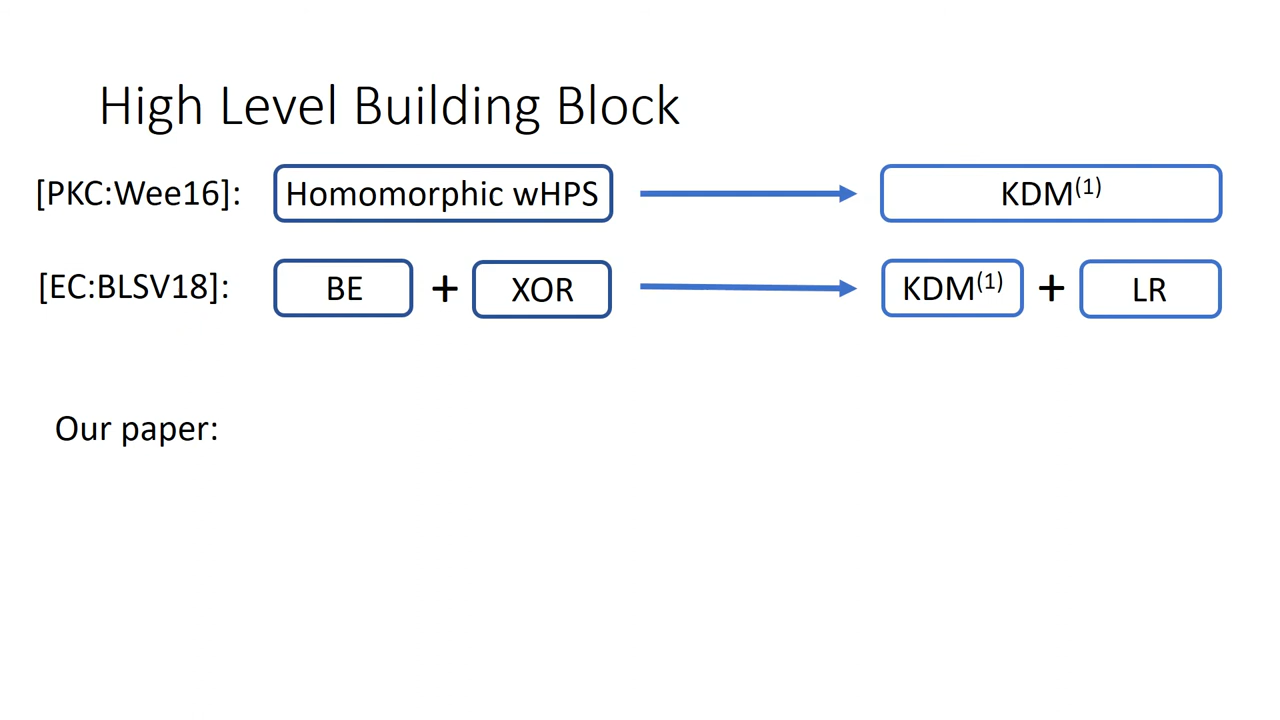 High Level Building Block
[PKC:Wee16]: Homomorphic wHPS KDM⁽¹⁾
[EC:BLSV18]: BE + XOR KDM⁽¹⁾ + LR
Our paper: